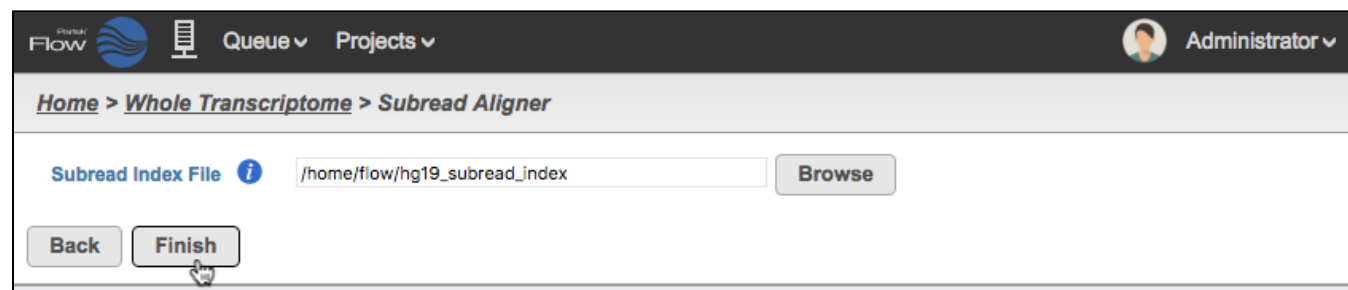 Partek
Flow Queue Projects Administrator
Home > Whole Transcriptome > Subread Aligner
Subread Index File i /home/flow/hg19_subread_index Browse
Back Finish